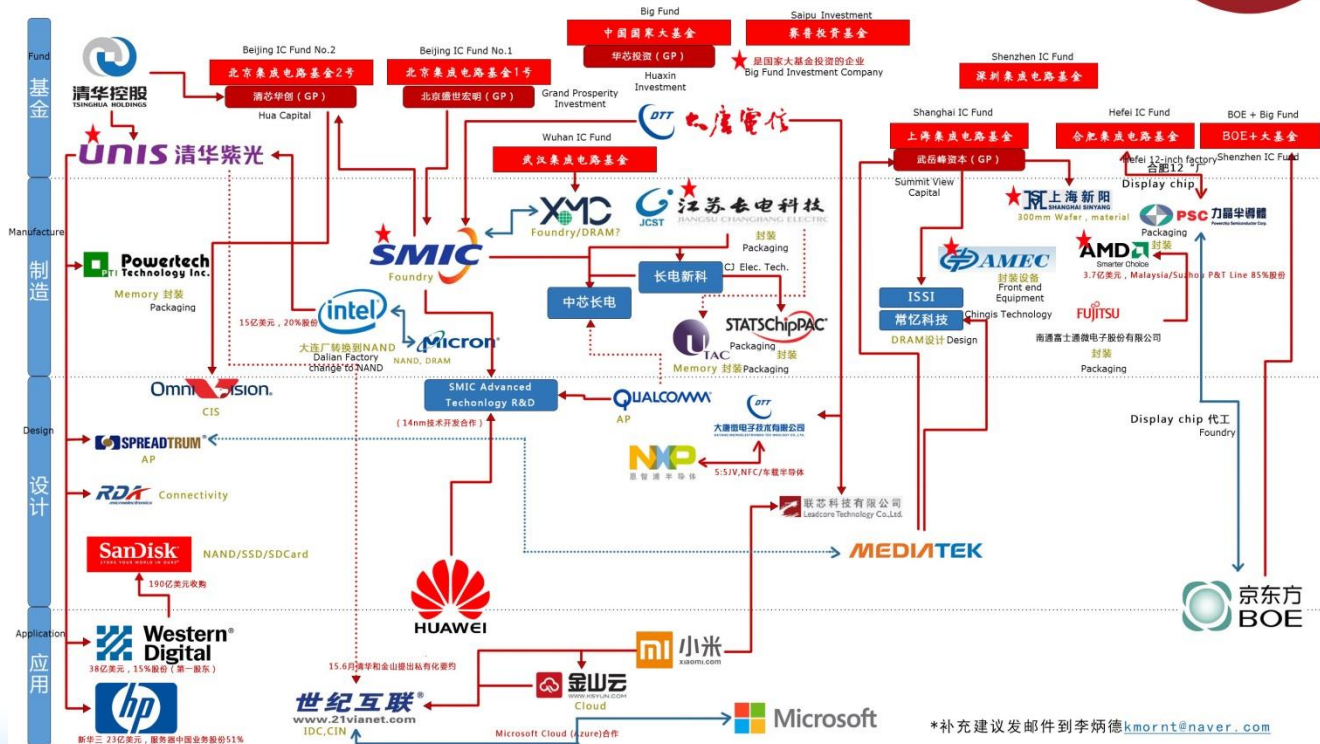 Fund
基金
清华控股
TSINGHUA HOLDINGS
Beijing IC Fund No.2
北京集成电路基金2号
清芯华创（GP）
Hua Capital
Beijing IC Fund No.1
北京集成电路基金1号
北京盛世宏明（GP）
Grand Prosperity
Investment
Big Fund
中国国家大基金
华芯投资（GP）
Huaxin
Investment
Saipu Investment
赛普投资基金
是国家大基金投资的企业
Big Fund Investment Company
Shenzhen IC Fund
深圳集成电路基金
UNIS 清华紫光
DTT 大唐電信
Wuhan IC Fund
武汉集成电路基金
Shanghai IC Fund
上海集成电路基金
武岳峰资本（GP）
Summit View
Capital
Hefei IC Fund
合肥集成电路基金
BOE + Big Fund
BOE+大基金
Shenzhen IC Fund
Hefei 12-inch factory
合肥12“厂
Display chip
Manufacture
制造
Powertech
PTI Technology Inc.
Memory 封装
Packaging
SMIC
Foundry
XMC
Foundry/DRAM?
JCST
江苏长电科技
JIANGSU CHANGJIANG ELECTRC
封装
Packaging
上海新阳
SHANGHAI SINYANG
300mm Wafer , material
PSC 力晶半導體
Powerchip Semiconductor Corp.
Packaging
封装
AMEC
封装设备
Front end
Equipment
AMD
Smarter Choice
3.7亿美元，Malaysia/Suzhou P&T Line 85%股份
中芯长电
长电新科
CJ Elec. Tech.
ISSI
常忆科技
Chingis Technology
DRAM设计 Design
FUJITSU
南通富士通微电子股份有限公司
封装
Packaging
15亿美元，20%股份
intel
大连厂转换到NAND
Dalian Factory
change to NAND
Micron
NAND, DRAM
UTAC
Memory 封装
Packaging
STATSChipPAC
Packaging
封装
Design
设计
OmniVision
CIS
SMIC Advanced
Techonlogy R&D
（14nm技术开发合作）
QUALCOMM
AP
DTT
大唐微电子技术有限公司
Display chip 代工
Foundry
SPREADTRUM
AP
NXP
恩智浦半导体
5:5JV,NFC/车载半导体
RDA
microelectronics
Connectivity
联芯科技有限公司
Leadcore Technology Co.,Ltd.
SanDisk
STORE YOUR WORLD IN OURS
NAND/SSD/SDCard
190亿美元收购
MEDIATEK
HUAWEI
京东方
BOE
Application
应用
Western
Digital
38亿美元，15%股份（第一股东）
mi 小米
xiaomi.com
15.6月清华和金山提出私有化要约
金山云
WWW.KSYUN.COM
Cloud
hp
新华三 23亿美元，服务器中国业务股份51%
世纪互联
www.21vianet.com
IDC,CIN
Microsoft Cloud (Azure)合作
Microsoft
*补充建议发邮件到李炳德kmornt@naver.com